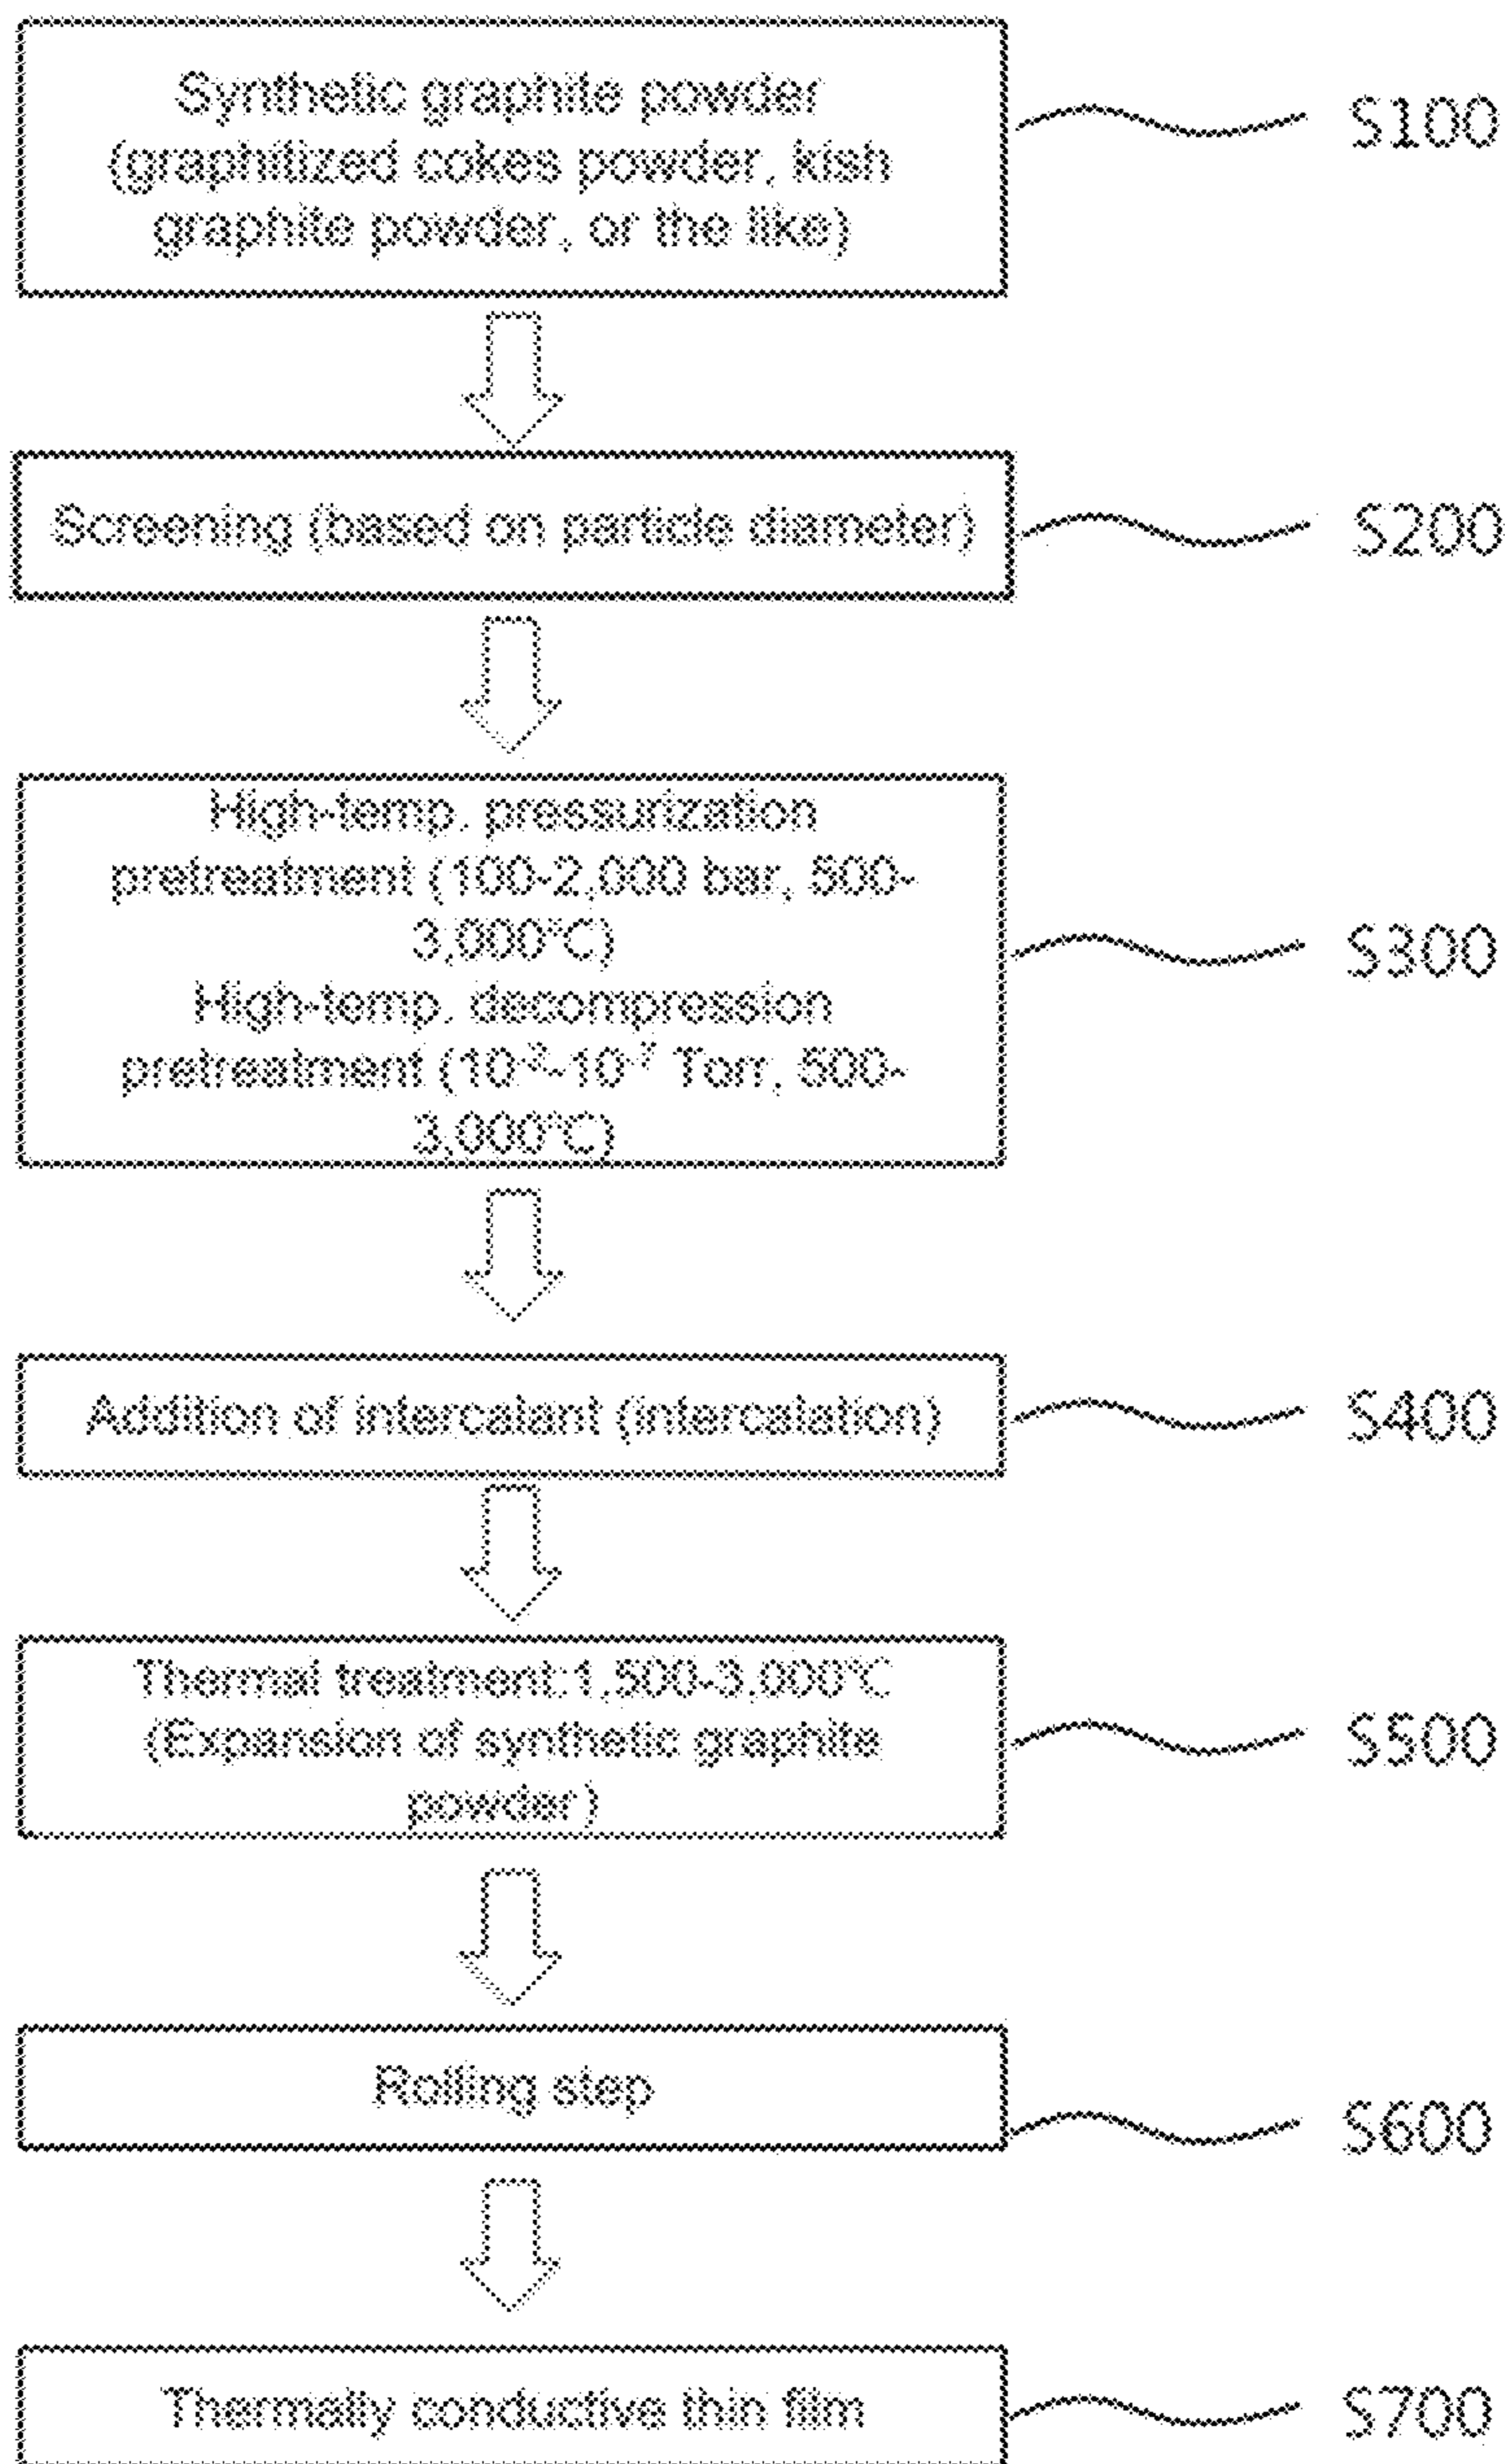 Synthetic graphite powder
(graphitized cokes powder, kish
graphite powder, or the like)
S100
Screening (based on particle diameter)
S200
High-temp. pressurization
pretreatment (100-2,000 bar, 500-
3,000°C)
High-temp. decompression
pretreatment (10⁻²-10⁻⁷ Torr, 500-
3,000°C)
S300
Addition of intercalant (intercalation)
S400
Thermal treatment:1,500-3,000°C
(Expansion of synthetic graphite
powder)
S500
Rolling step
S600
Thermally conductive thin film
S700